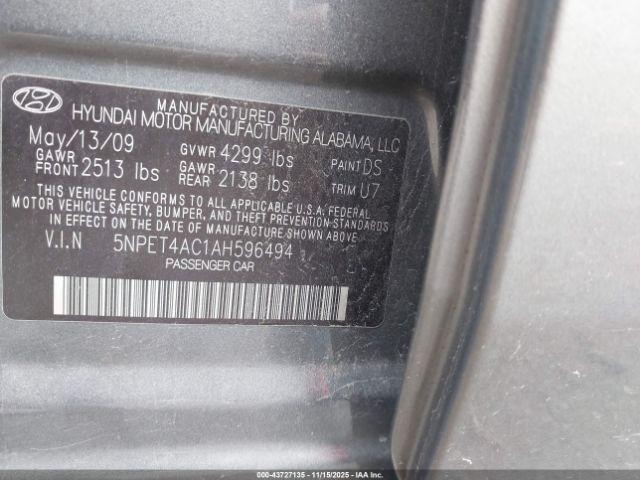 MANUFACTURED BY
HYUNDAI MOTOR MANUFACTURING ALABAMA, LLC
May/13/09 GVWR 4299 lbs PAINT DS
GAWR FRONT 2513 lbs GAWR REAR 2138 lbs TRIM U7
THIS VEHICLE CONFORMS TO ALL APPLICABLE U.S.A. FEDERAL
MOTOR VEHICLE SAFETY, BUMPER, AND THEFT PREVENTION STANDARDS
IN EFFECT ON THE DATE OF MANUFACTURE SHOWN ABOVE.
V.I.N 5NPET4AC1AH596494
PASSENGER CAR
000-43727135 - 11/15/2025 - IAA Inc.